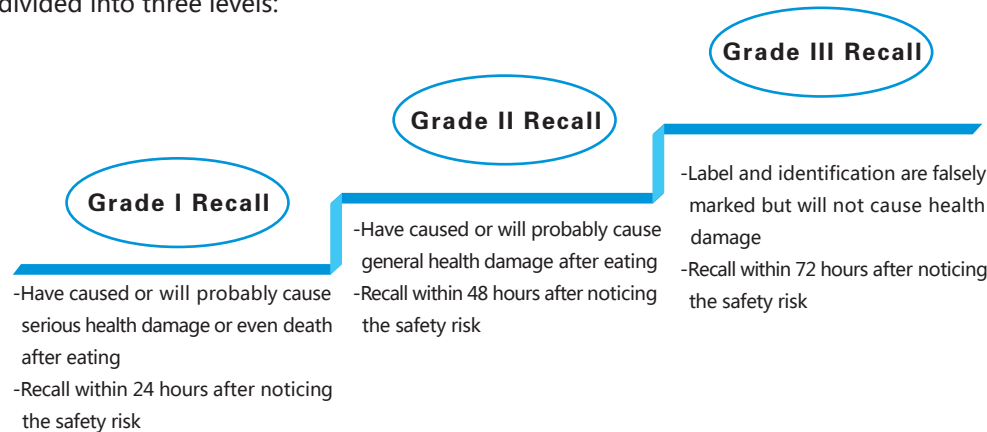 divided into three levels:
Grade I Recall
-Have caused or will probably cause
serious health damage or even death
after eating
-Recall within 24 hours after noticing
the safety risk
Grade II Recall
-Have caused or will probably cause
general health damage after eating
-Recall within 48 hours after noticing
the safety risk
Grade III Recall
-Label and identification are falsely
marked but will not cause health
damage
-Recall within 72 hours after noticing
the safety risk